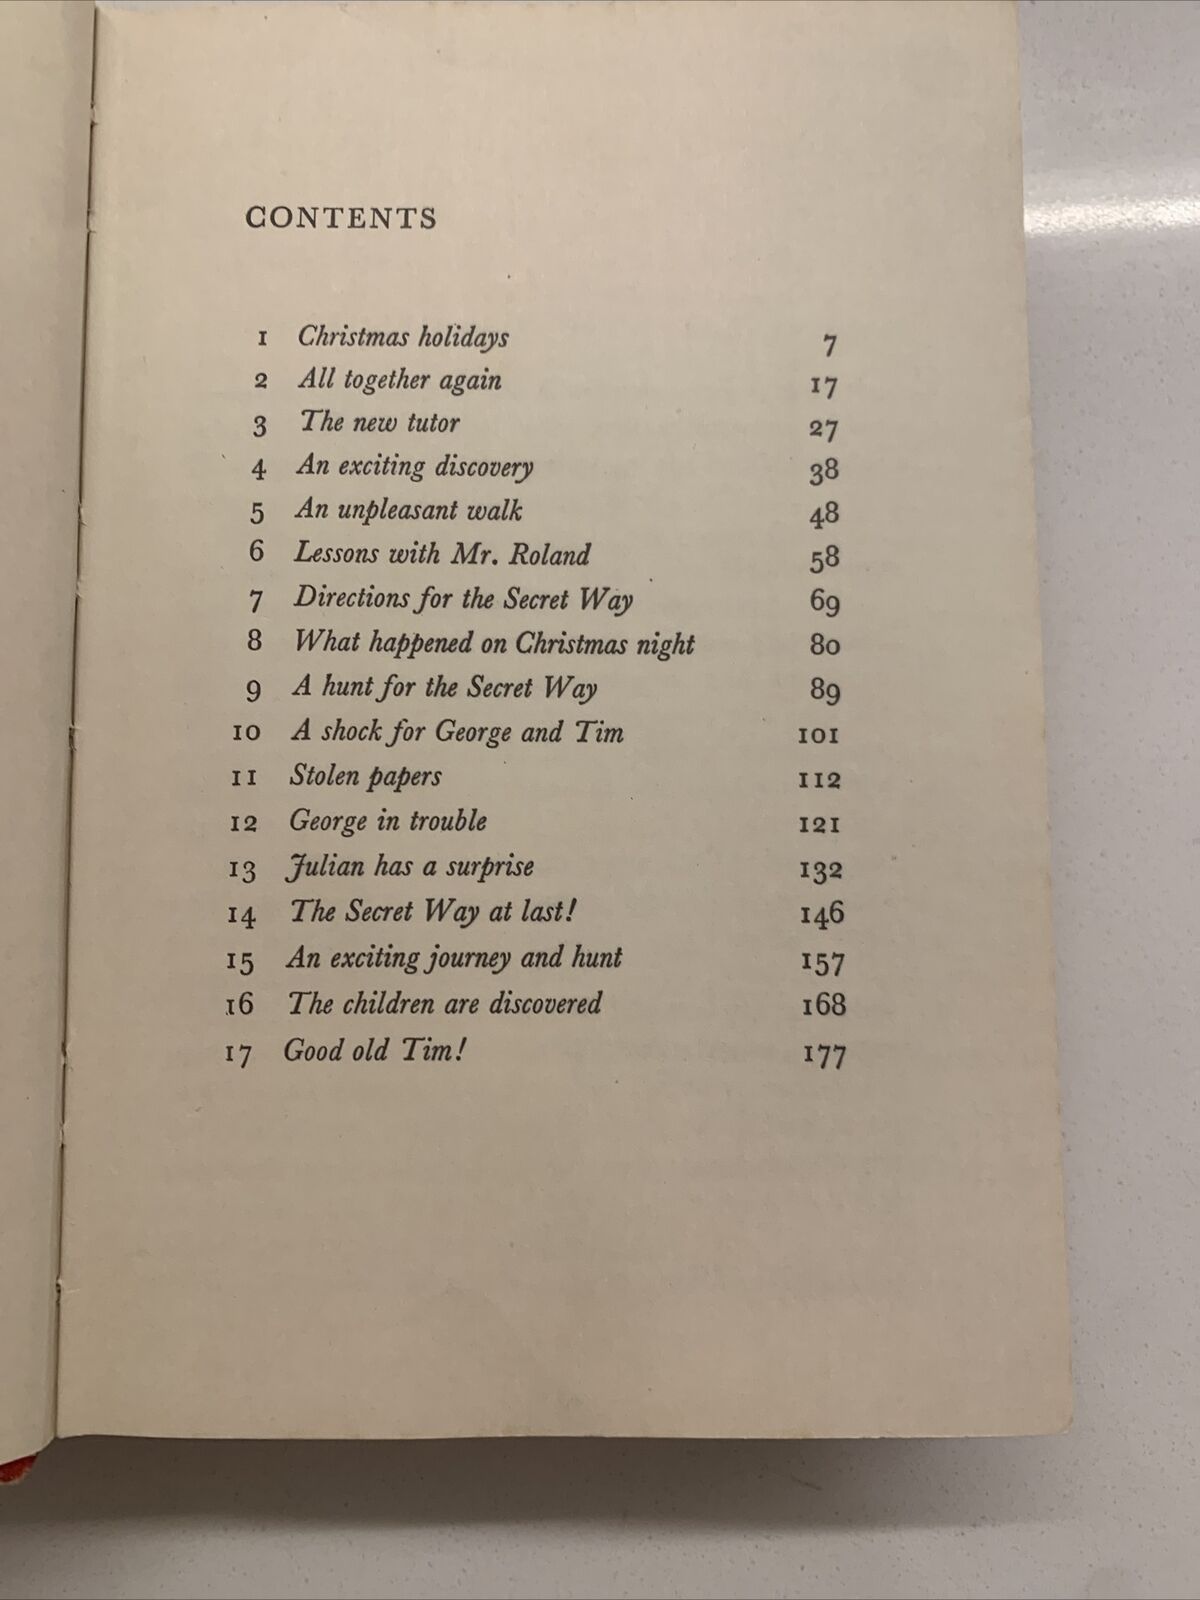 CONTENTS
1 Christmas holidays 7
2 All together again 17
3 The new tutor 27
4 An exciting discovery 38
5 An unpleasant walk 48
6 Lessons with Mr. Roland 58
7 Directions for the Secret Way 69
8 What happened on Christmas night 80
9 A hunt for the Secret Way 89
10 A shock for George and Tim 101
11 Stolen papers 112
12 George in trouble 121
13 Julian has a surprise 132
14 The Secret Way at last! 146
15 An exciting journey and hunt 157
16 The children are discovered 168
17 Good old Tim! 177